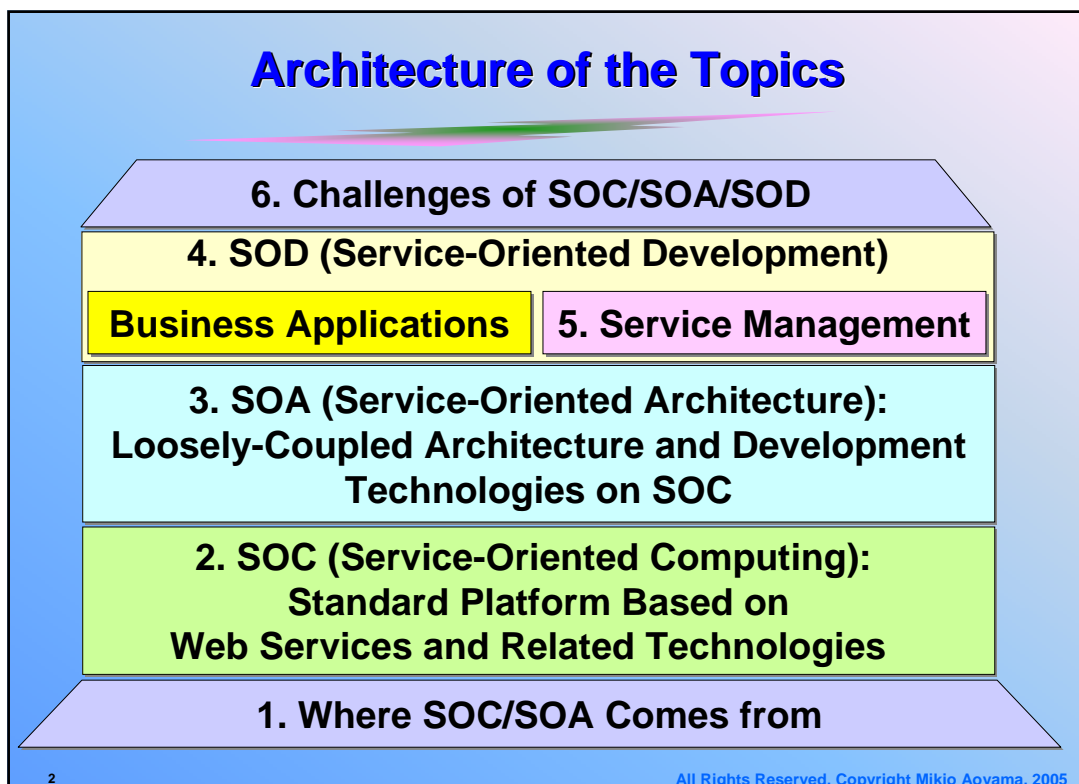 Architecture of the Topics
6. Challenges of SOC/SOA/SOD
4. SOD (Service-Oriented Development)
Business Applications
5. Service Management
3. SOA (Service-Oriented Architecture):
Loosely-Coupled Architecture and Development
Technologies on SOC
2. SOC (Service-Oriented Computing):
Standard Platform Based on
Web Services and Related Technologies
1. Where SOC/SOA Comes from
2
All Rights Reserved, Copyright Mikio Aoyama, 2005